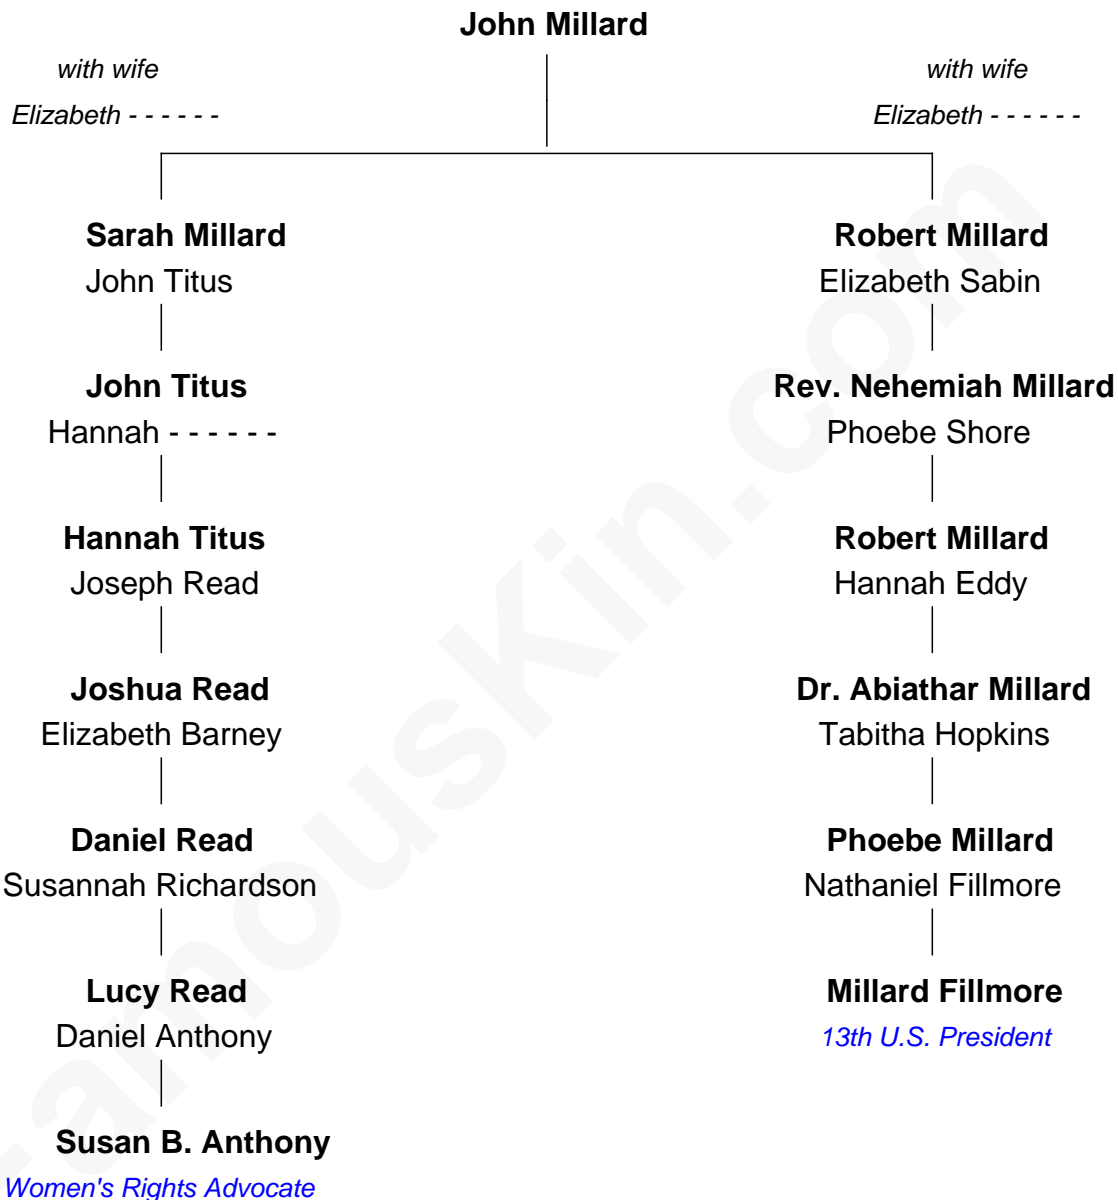 John Millard
with wife
with wife
Elizabeth - - - - - -
Elizabeth - - - - - -
Sarah Millard
Robert Millard
John Titus
Elizabeth Sabin
John Titus
Rev. Nehemiah Millard
Hannah - - - - - -
Phoebe Shore
Hannah Titus
Robert Millard
Joseph Read
Hannah Eddy
Joshua Read
Dr. Abiathar Millard
Elizabeth Barney
Tabitha Hopkins
Daniel Read
Phoebe Millard
Susannah Richardson
Nathaniel Fillmore
Lucy Read
Millard Fillmore
Daniel Anthony
13th U.S. President
Susan B. Anthony
Women's Rights Advocate
FamousKin.com